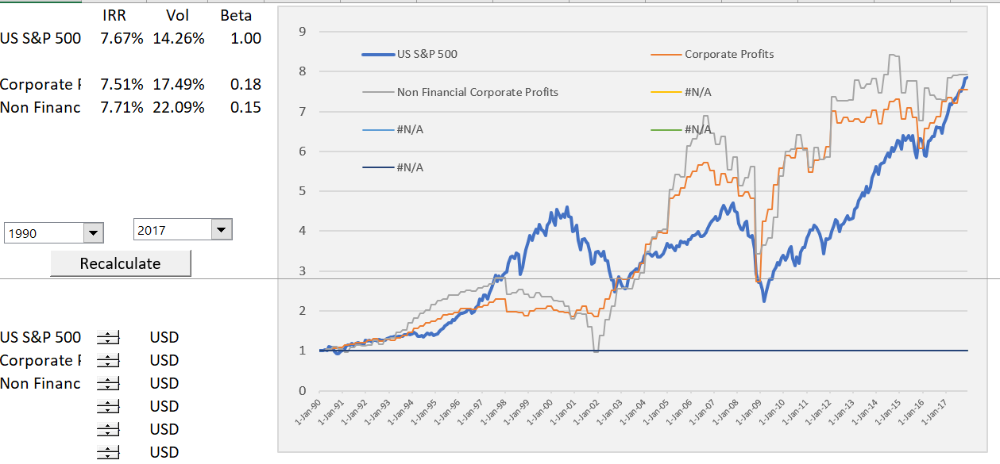 IRR Vol Beta
US S&P 500 7.67% 14.26% 1.00
Corporate F 7.51% 17.49% 0.18
Non Financ 7.71% 22.09% 0.15
1990 2017
Recalculate
US S&P 500 USD
Corporate F USD
Non Financ USD
USD
USD
USD
US S&P 500 Corporate Profits
Non Financial Corporate Profits #N/A
#N/A #N/A
#N/A
9
8
7
6
5
4
3
2
1
0
1-Jan-90 1-Jan-91 1-Jan-92 1-Jan-93 1-Jan-94 1-Jan-95 1-Jan-96 1-Jan-97 1-Jan-98 1-Jan-99 1-Jan-00 1-Jan-01 1-Jan-02 1-Jan-03 1-Jan-04 1-Jan-05 1-Jan-06 1-Jan-07 1-Jan-08 1-Jan-09 1-Jan-10 1-Jan-11 1-Jan-12 1-Jan-13 1-Jan-14 1-Jan-15 1-Jan-16 1-Jan-17